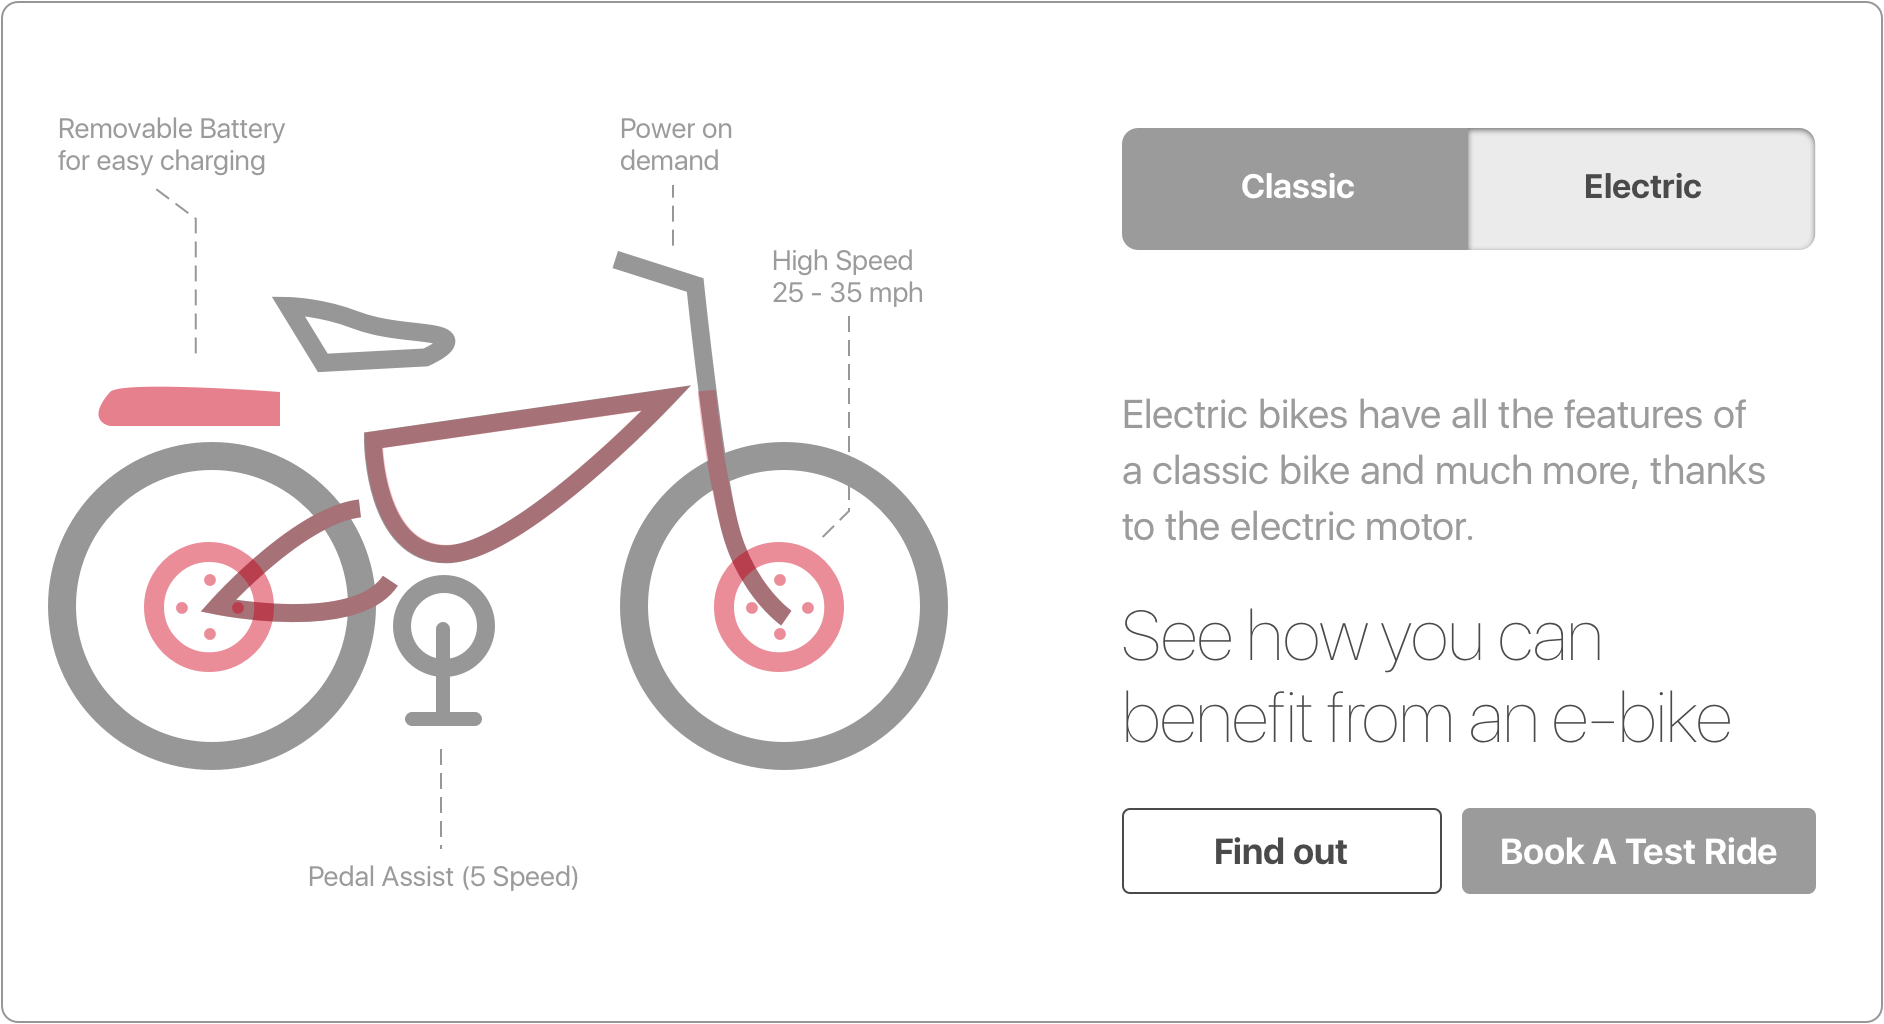 Removable Battery
for easy charging
Power on
demand
High Speed
25 - 35 mph
Pedal Assist (5 Speed)
Classic
Electric
Electric bikes have all the features of
a classic bike and much more, thanks
to the electric motor.
See how you can
benefit from an e-bike
Find out
Book A Test Ride